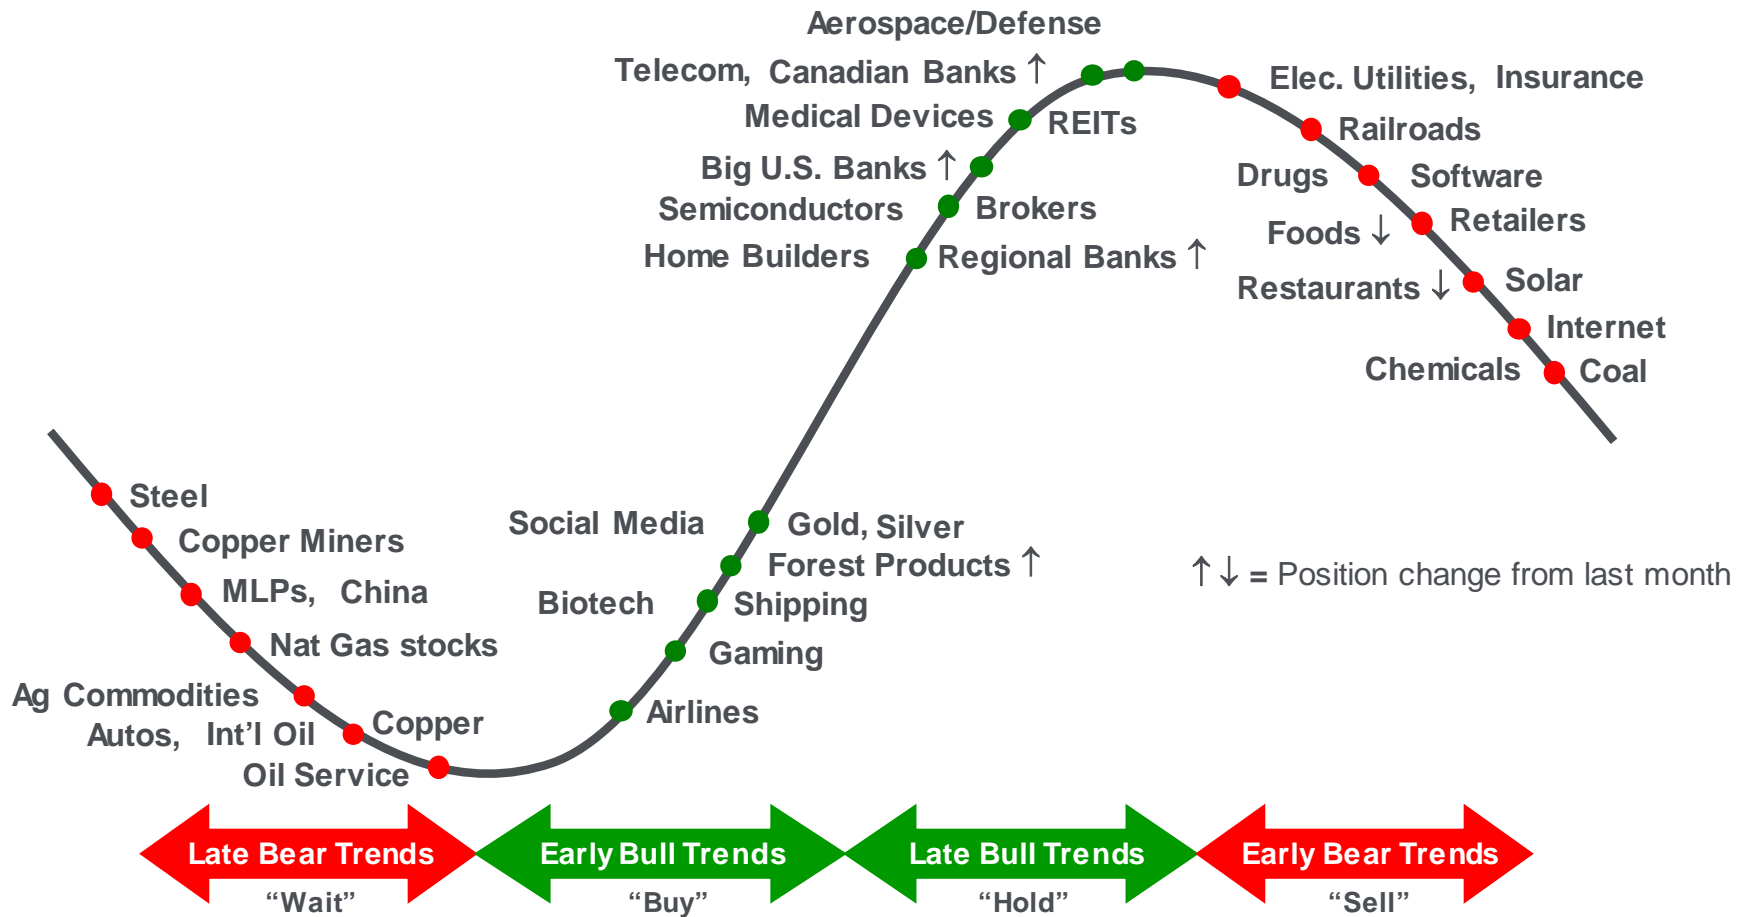 Aerospace/Defense
Telecom, Canadian Banks ↑
Elec. Utilities, Insurance
Medical Devices
REITs
Railroads
Big U.S. Banks ↑
Drugs
Software
Semiconductors
Brokers
Retailers
Foods ↓
Home Builders
Regional Banks ↑
Restaurants ↓
Solar
Internet
Chemicals
Coal
Steel
Copper Miners
Social Media
Gold, Silver
MLPs, China
Forest Products ↑
↑↓ = Position change from last month
Biotech
Shipping
Nat Gas stocks
Gaming
Ag Commodities
Airlines
Autos, Int'l Oil
Copper
Oil Service
Late Bear Trends
Early Bull Trends
Late Bull Trends
Early Bear Trends
“Wait”
“Buy”
“Hold”
“Sell”